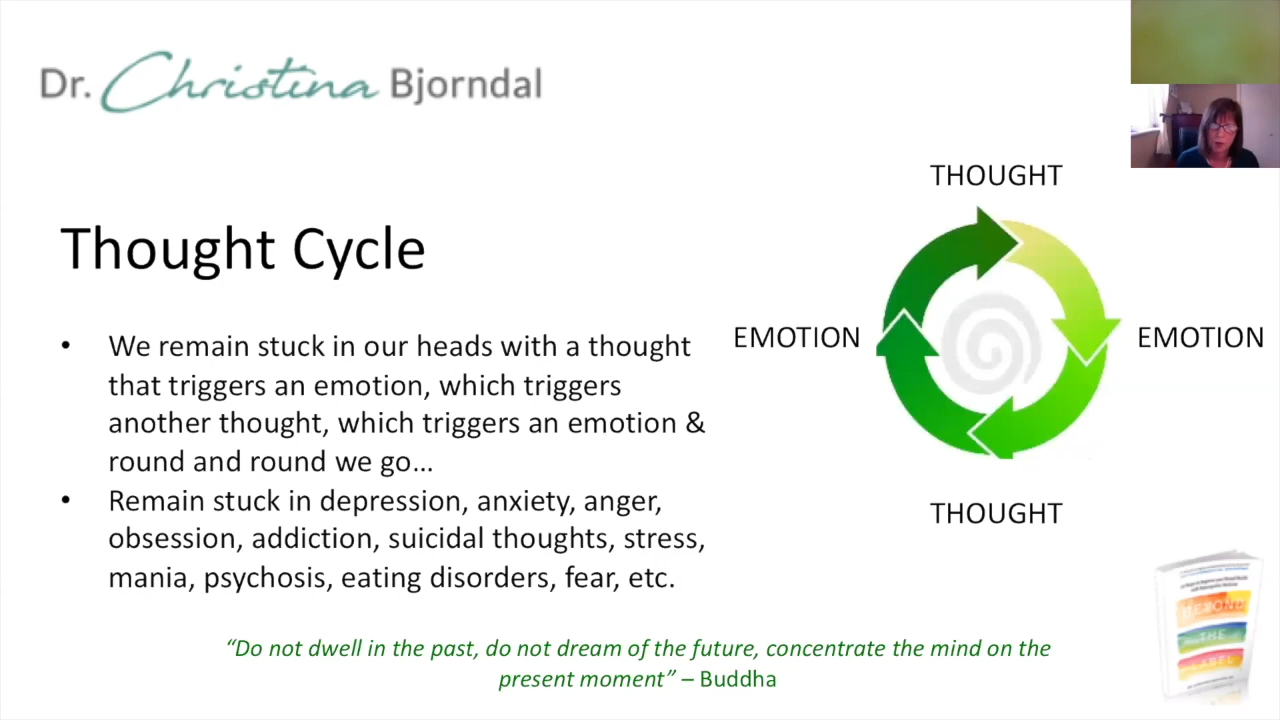 Dr. Christina Bjorndal
THOUGHT
Thought Cycle
EMOTION
EMOTION
• We remain stuck in our heads with a thought
that triggers an emotion, which triggers
another thought, which triggers an emotion &
round and round we go...
• Remain stuck in depression, anxiety, anger,
obsession, addiction, suicidal thoughts, stress,
mania, psychosis, eating disorders, fear, etc.
THOUGHT
BEYOND
THE
LABEL
“Do not dwell in the past, do not dream of the future, concentrate the mind on the
present moment” – Buddha